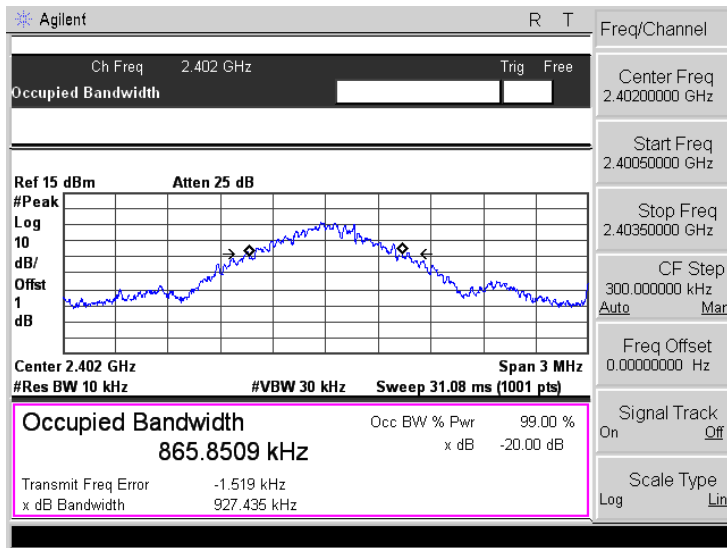 Agilent R T
Ch Freq 2.402 GHz Trig Free
Occupied Bandwidth
Ref 15 dBm Atten 25 dB
#Peak
Log
10
dB/
Offst
1
dB
Center 2.402 GHz Span 3 MHz
#Res BW 10 kHz #VBW 30 kHz Sweep 31.08 ms (1001 pts)
Occupied Bandwidth Occ BW % Pwr 99.00 %
865.8509 kHz x dB -20.00 dB
Transmit Freq Error -1.519 kHz
x dB Bandwidth 927.435 kHz
Freq/Channel
Center Freq
2.40200000 GHz
Start Freq
2.40050000 GHz
Stop Freq
2.40350000 GHz
CF Step
300.000000 kHz
Auto Man
Freq Offset
0.00000000 Hz
Signal Track
On Off
Scale Type
Log Lin